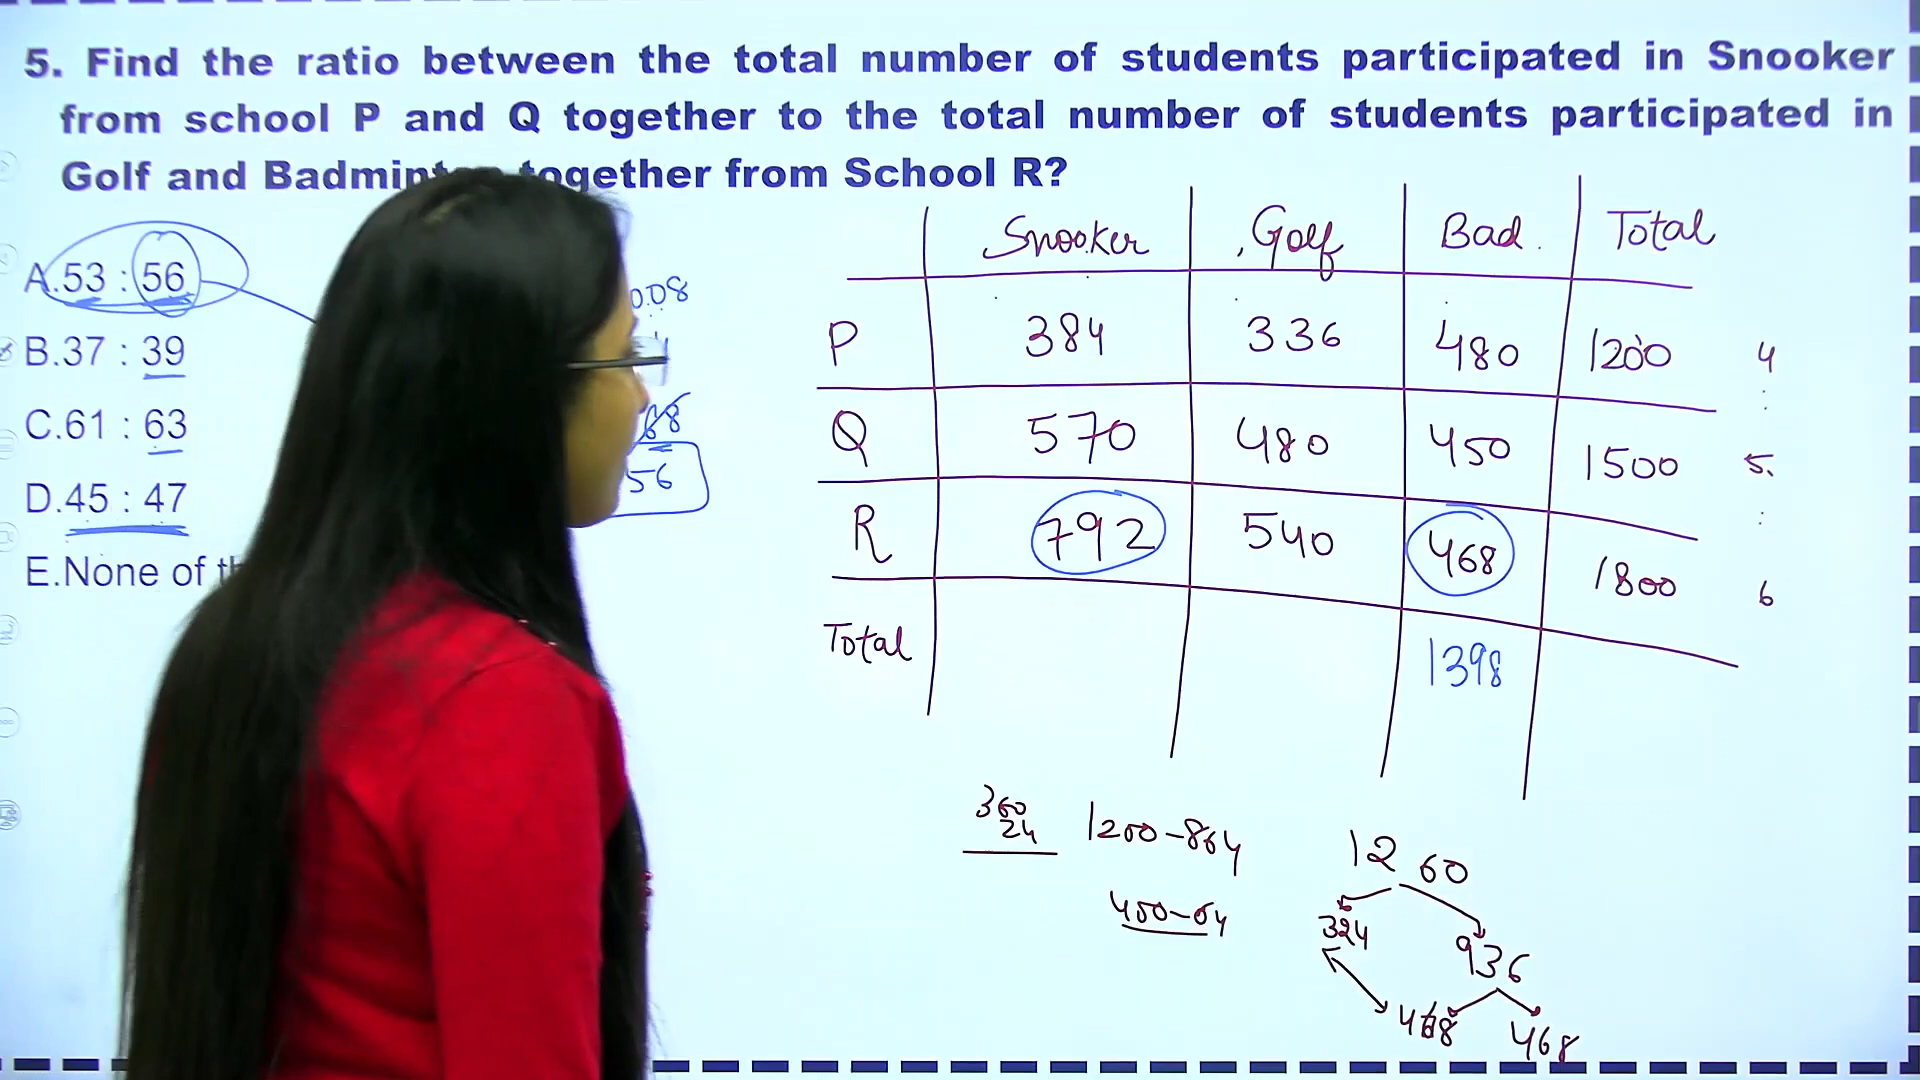 5. Find the ratio between the total number of students participated in Snooker
from school P and Q together to the total number of students participated in
Golf and together from School R?
A.53 : 56
B.37 : 39
C.61 : 63
D.45 : 47
E.None of
56
Snooker Golf Bad. Total
P 384 336 480 1200 4
:
Q 570 480 450 1500 5.
:
R 792 540 468 1800 6
Total 1398
360
24
1200-864
400-64
1260
324 936
468 468